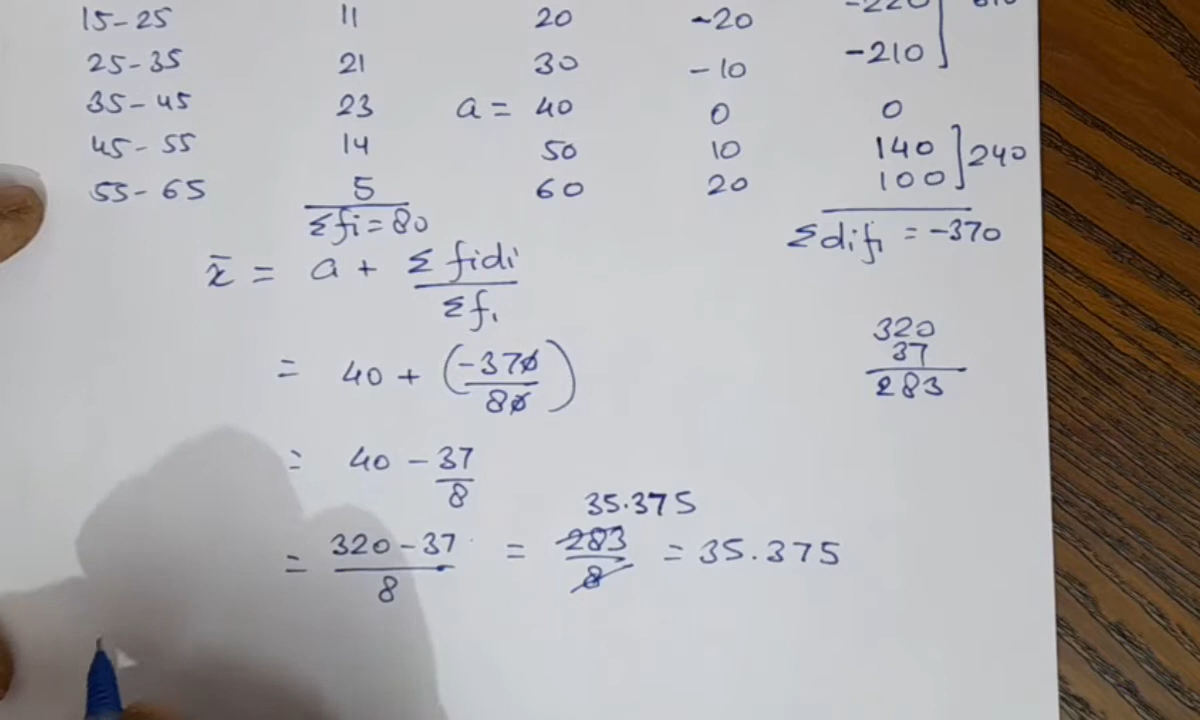 15-25 11 20 -20 -220
25-35 21 30 -10 -210
35-45 23 a = 40 0 0
45-55 14 50 10 140 ] 240
55-65 5 60 20 100
Σfi = 80 Σdifi = -370
x̄ = a + Σfidi / Σfi
= 40 + (-370/80)
320
37
283
= 40 - 37/8
35.375
= 320-37/8 = 283/8 = 35.375